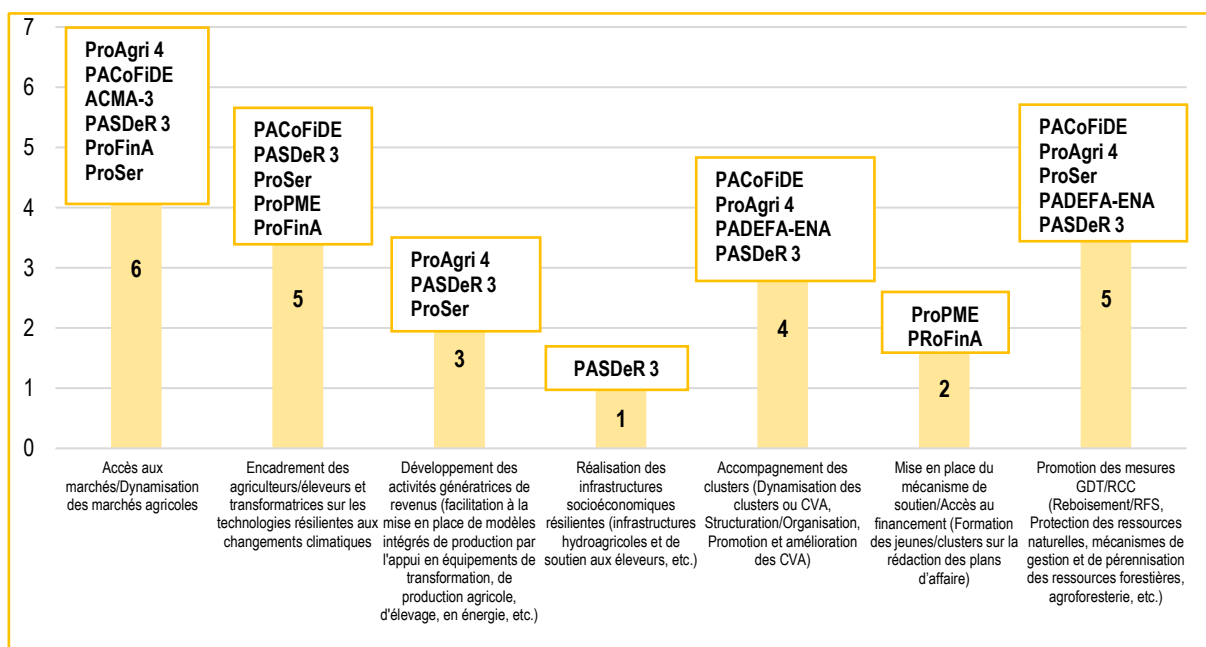 7
6
5
4
3
2
1
0
ProAgri 4
PACoFiDE
ACMA-3
PASDeR 3
ProFinA
ProSer
6
PACoFiDE
PASDeR 3
ProSer
ProPME
ProFinA
5
ProAgri 4
PASDeR 3
ProSer
3
PASDeR 3
1
PACoFiDE
ProAgri 4
PADEFA-ENA
PASDeR 3
4
ProPME
PRoFinA
2
PACoFiDE
ProAgri 4
ProSer
PADEFA-ENA
PASDeR 3
5
Accès aux
marchés/Dynamisation
des marchés agricoles
Encadrement des
agriculteurs/éleveurs et
transformatrices sur les
technologies résilientes aux
changements climatiques
Développement des
activités génératrices de
revenus (facilitation à la
mise en place de modèles
intégrés de production par
l'appui en équipements de
transformation, de
production agricole,
d'élevage, en énergie, etc.)
Réalisation des
infrastructures
socioéconomiques
résilientes (infrastructures
hydroagricoles et de
soutien aux éleveurs, etc.)
Accompagnement des
clusters (Dynamisation des
clusters ou CVA,
Structuration/Organisation,
Promotion et amélioration
des CVA)
Mise en place du
mécanisme de
soutien/Accès au
financement (Formation
des jeunes/clusters sur la
rédaction des plans
d’affaire)
Promotion des mesures
GDT/RCC
(Reboisement/RFS,
Protection des ressources
naturelles, mécanismes de
gestion et de pérennisation
des ressources forestières,
agroforesterie, etc.)